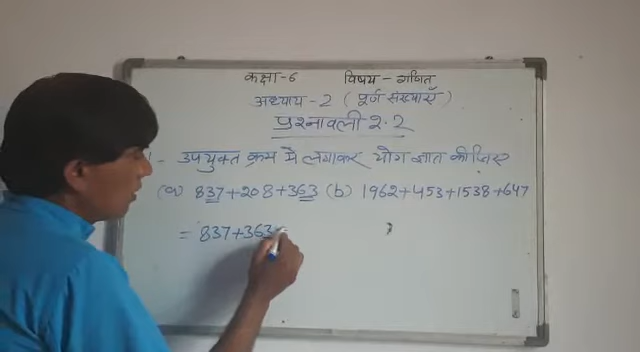 कक्षा-6 विषय - गणित
अध्याय - 2 (पूर्ण संख्याएँ)
प्रश्नावली 2.2
- उपयुक्त क्रम में लगाकर योग ज्ञात कीजिए
(a) 837+208+363 (b) 1962+453+1538+647
= 837+363